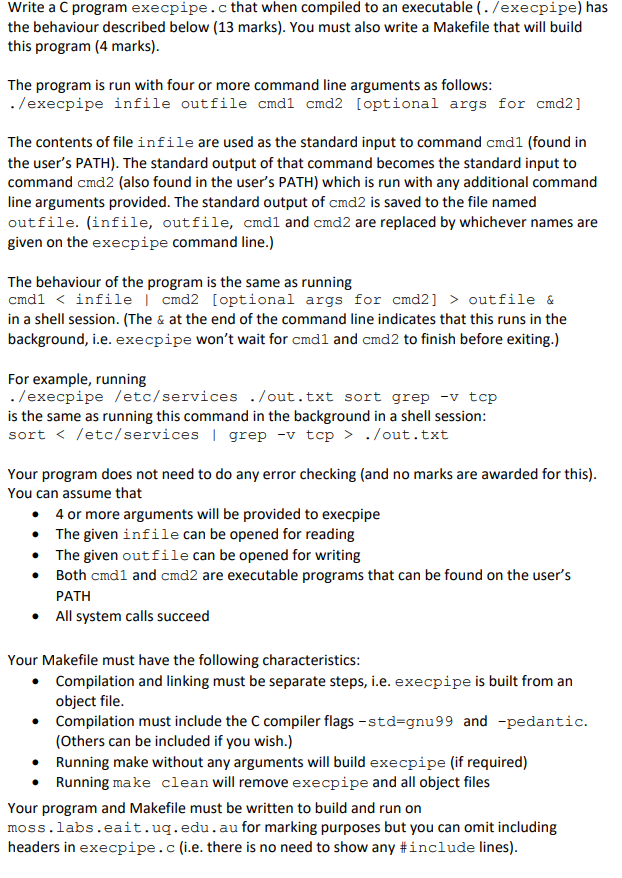 Write a C program execpipe.c that when compiled to an executable (./execpipe) has
the behaviour described below (13 marks). You must also write a Makefile that will build
this program (4 marks).
The program is run with four or more command line arguments as follows:
./execpipe infile outfile cmd1 cmd2 [optional args for cmd2]
The contents of file infile are used as the standard input to command cmd1 (found in
the user's PATH). The standard output of that command becomes the standard input to
command cmd2 (also found in the user's PATH) which is run with any additional command
line arguments provided. The standard output of cmd2 is saved to the file named
outfile. (infile, outfile, cmd1 and cmd2 are replaced by whichever names are
given on the execpipe command line.)
The behaviour of the program is the same as running
cmd1 < infile | cmd2 [optional args for cmd2] > outfile &
in a shell session. (The & at the end of the command line indicates that this runs in the
background, i.e. execpipe won't wait for cmd1 and cmd2 to finish before exiting.)
For example, running
./execpipe /etc/services ./out.txt sort grep -v tcp
is the same as running this command in the background in a shell session:
sort < /etc/services | grep -v tcp > ./out.txt
Your program does not need to do any error checking (and no marks are awarded for this).
You can assume that
• 4 or more arguments will be provided to execpipe
• The given infile can be opened for reading
• The given outfile can be opened for writing
• Both cmd1 and cmd2 are executable programs that can be found on the user's
PATH
• All system calls succeed
Your Makefile must have the following characteristics:
• Compilation and linking must be separate steps, i.e. execpipe is built from an
object file.
• Compilation must include the C compiler flags -std=gnu99 and -pedantic.
(Others can be included if you wish.)
• Running make without any arguments will build execpipe (if required)
• Running make clean will remove execpipe and all object files
Your program and Makefile must be written to build and run on
moss.labs.eait.uq.edu.au for marking purposes but you can omit including
headers in execpipe.c (i.e. there is no need to show any #include lines).